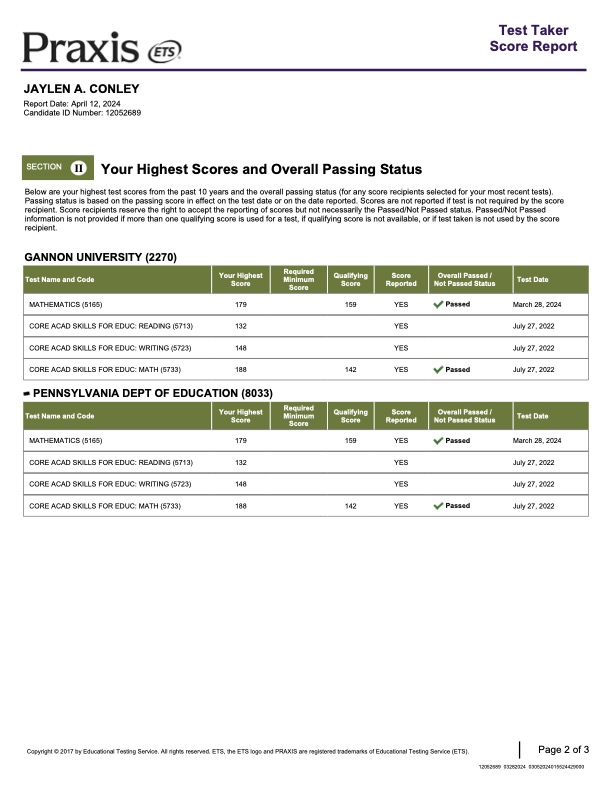 Praxis ETS®
Test Taker
Score Report
JAYLEN A. CONLEY
Report Date: April 12, 2024
Candidate ID Number: 12052689
SECTION II Your Highest Scores and Overall Passing Status
Below are your highest test scores from the past 10 years and the overall passing status (for any score recipients selected for your most recent tests).
Passing status is based on the passing score in effect on the test date or on the date reported. Scores are not reported if test is not required by the score
recipient. Score recipients reserve the right to accept the reporting of scores but not necessarily the Passed/Not Passed status. Passed/Not Passed
information is not provided if more than one qualifying score is used for a test, if qualifying score is not available, or if test taken is not used by the score
recipient.
GANNON UNIVERSITY (2270)
Test Name and Code Your Highest Score Required Minimum Score Qualifying Score Score Reported Overall Passed / Not Passed Status Test Date
MATHEMATICS (5165) 179 159 YES Passed March 28, 2024
CORE ACAD SKILLS FOR EDUC: READING (5713) 132 YES July 27, 2022
CORE ACAD SKILLS FOR EDUC: WRITING (5723) 148 YES July 27, 2022
CORE ACAD SKILLS FOR EDUC: MATH (5733) 188 142 YES Passed July 27, 2022
PENNSYLVANIA DEPT OF EDUCATION (8033)
Test Name and Code Your Highest Score Required Minimum Score Qualifying Score Score Reported Overall Passed / Not Passed Status Test Date
MATHEMATICS (5165) 179 159 YES Passed March 28, 2024
CORE ACAD SKILLS FOR EDUC: READING (5713) 132 YES July 27, 2022
CORE ACAD SKILLS FOR EDUC: WRITING (5723) 148 YES July 27, 2022
CORE ACAD SKILLS FOR EDUC: MATH (5733) 188 142 YES Passed July 27, 2022
Copyright © 2017 by Educational Testing Service. All rights reserved. ETS, the ETS logo and PRAXIS are registered trademarks of Educational Testing Service (ETS).
Page 2 of 3
12052689 03282024 03052024015524429000